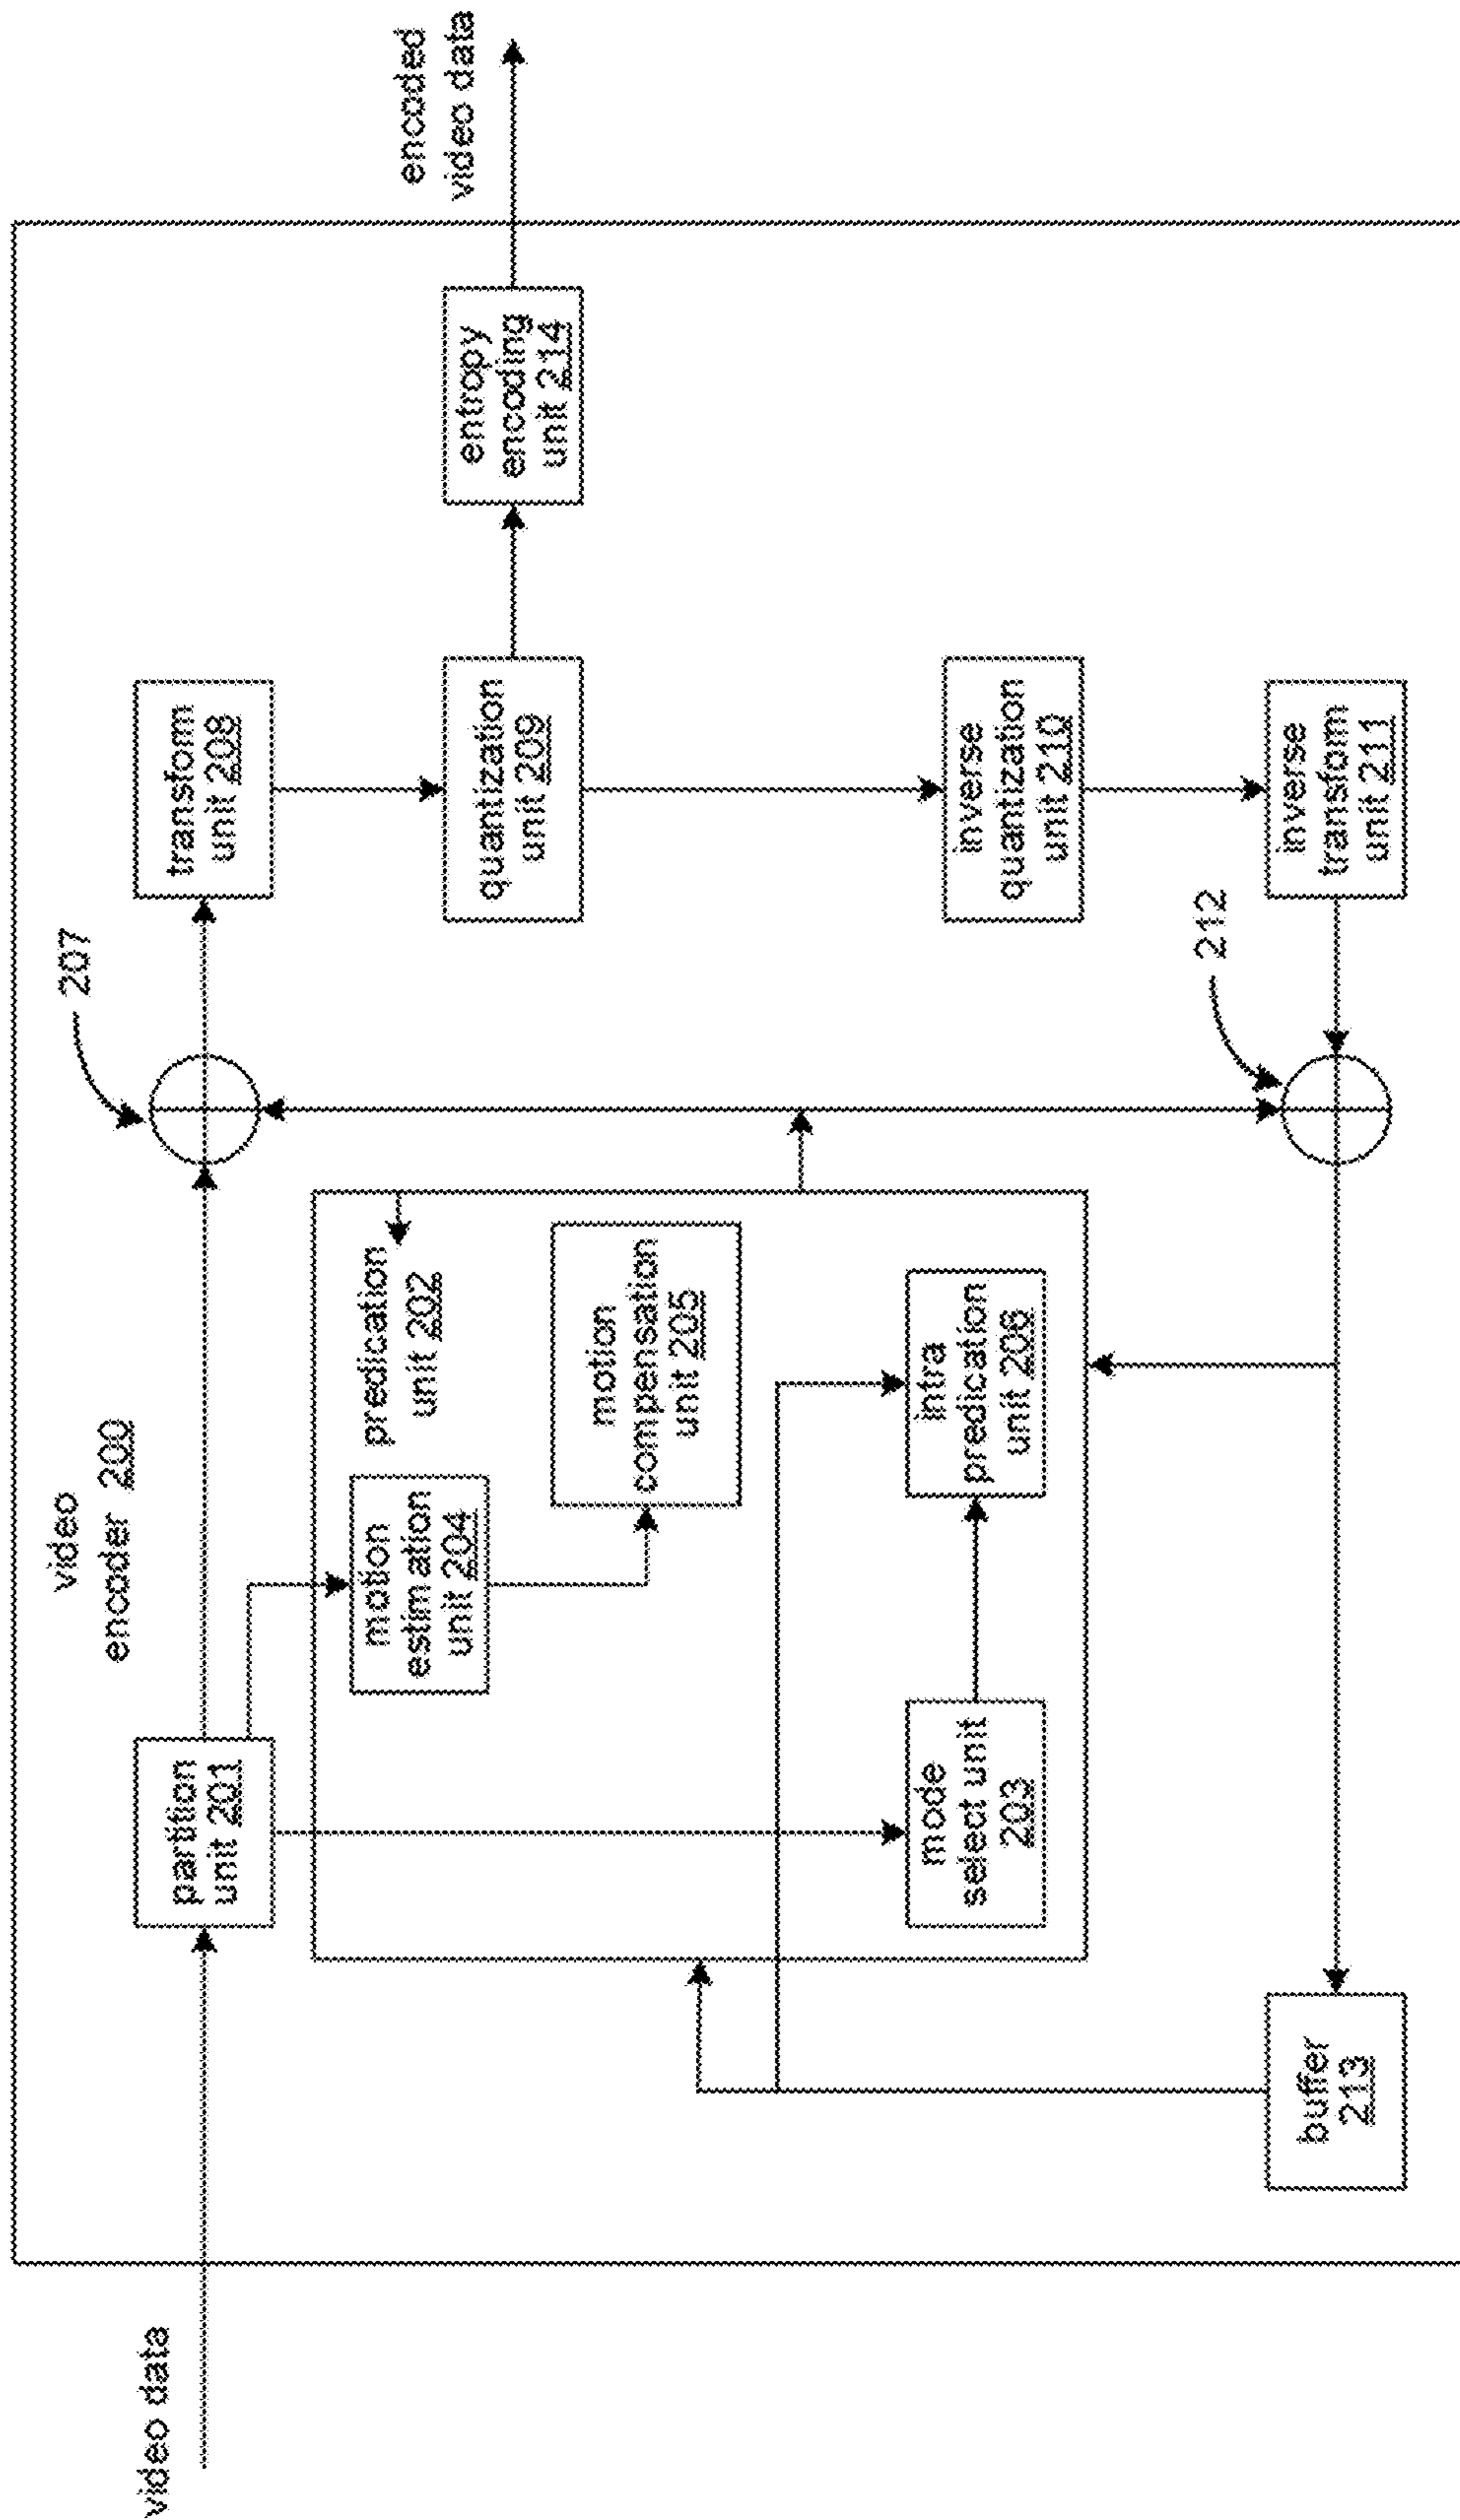 video
encoder 200
video data
partition
unit 201
207
transform
unit 208
encoded
video data
motion
estimation
unit 204
predication
unit 202
quantization
unit 209
entropy
encoding
unit 214
motion
compensation
unit 205
mode
select unit
203
intra
predication
unit 206
inverse
quantization
unit 210
212
buffer
213
inverse
transform
unit 211